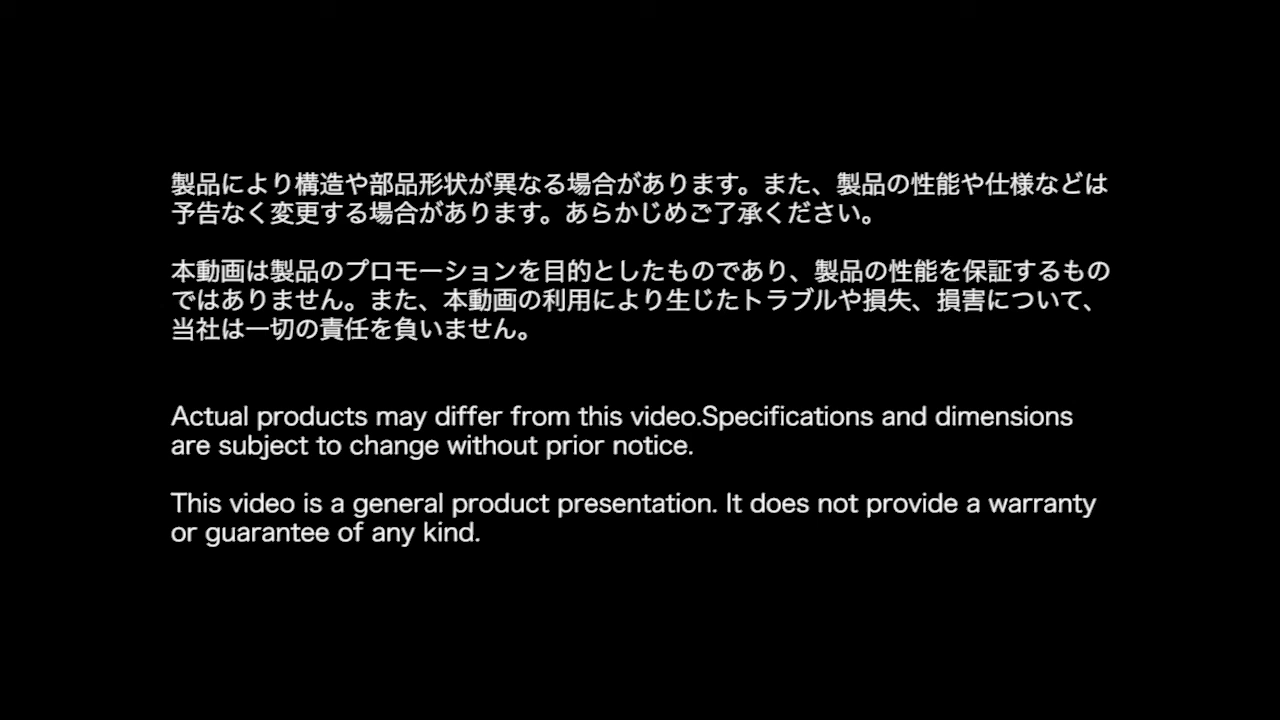 製品により構造や部品形状が異なる場合があります。また、製品の性能や仕様などは
予告なく変更する場合があります。あらかじめご了承ください。
本動画は製品のプロモーションを目的としたものであり、製品の性能を保証するもの
ではありません。また、本動画の利用により生じたトラブルや損失、損害について、
当社は一切の責任を負いません。
Actual products may differ from this video.Specifications and dimensions
are subject to change without prior notice.
This video is a general product presentation. It does not provide a warranty
or guarantee of any kind.